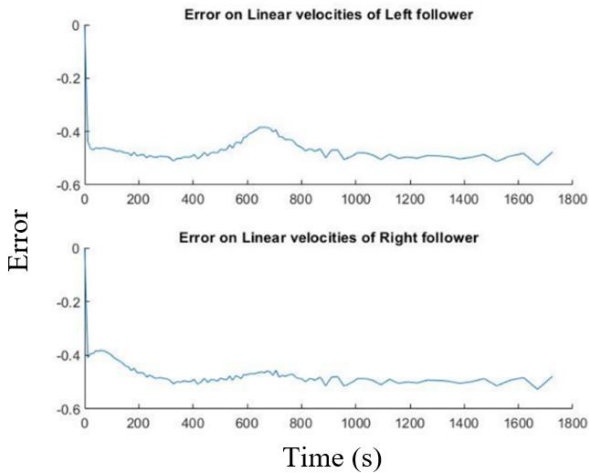 Error on Linear velocities of Left follower
0
-0.2
-0.4
-0.6
0 200 400 600 800 1000 1200 1400 1600 1800
Error on Linear velocities of Right follower
0
-0.2
-0.4
-0.6
0 200 400 600 800 1000 1200 1400 1600 1800
Error
Time (s)